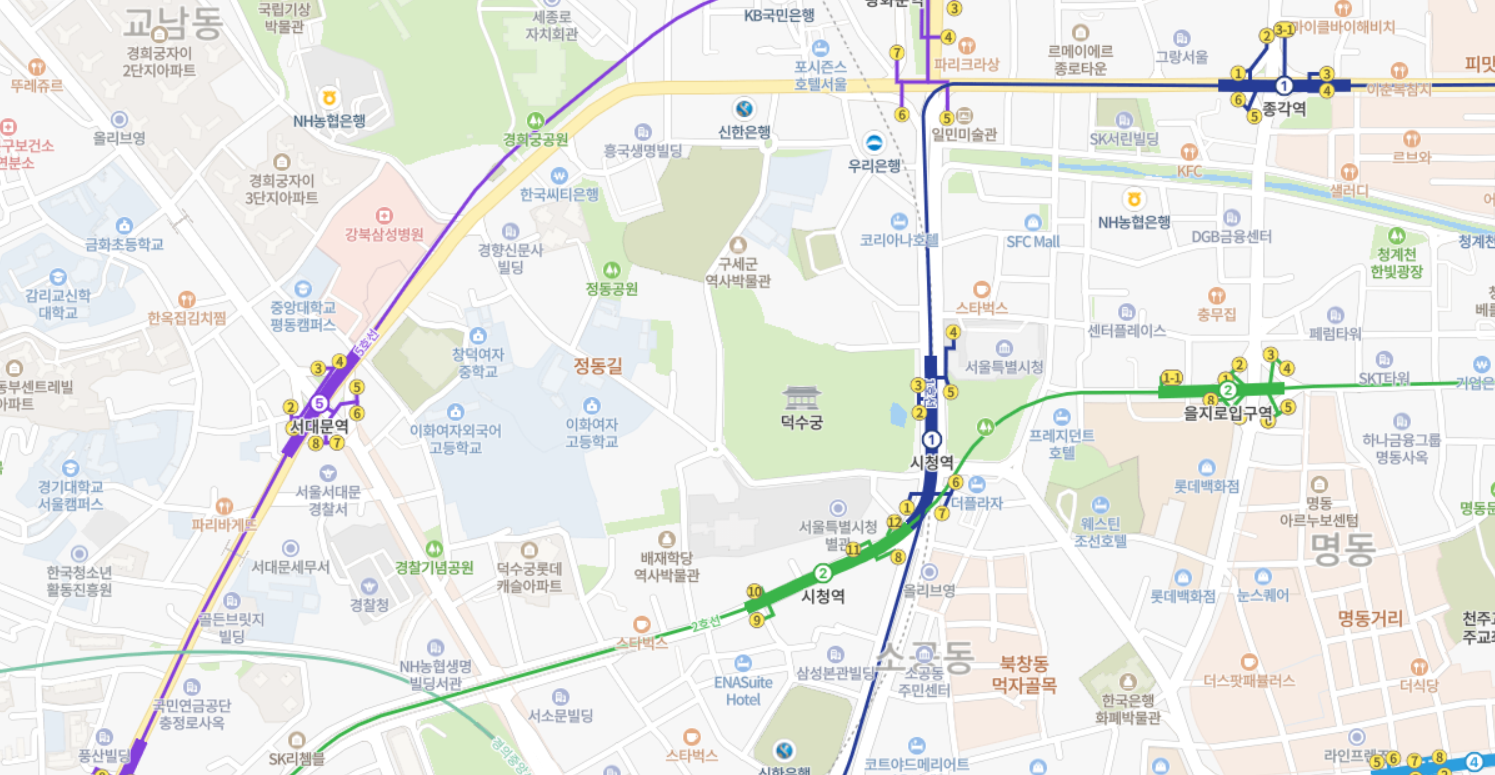 교남동
국립기상
박물관
세종로
자치회관
KB국민은행
광화문역
경희궁자이
2단지아파트
뚜레쥬르
포시즌스
호텔서울
파리크라상
르메이에르
종로타운
그랑서울
마이클바이해비치
NH농협은행
올리브영
경희궁공원
흥국생명빌딩
신한은행
일민미술관
SK서린빌딩
종각역
이춘복참치
구보건소
우리은행
KFC
르브와
샐러디
경희궁자이
3단지아파트
한국씨티은행
강북삼성병원
금화초등학교
경향신문사
빌딩
구세군
역사박물관
코리아나호텔
SFC Mall
NH농협은행
DGB금융센터
청계천
한빛광장
감리교신학
대학교
한옥집김치찜
중앙대학교
평동캠퍼스
정동공원
스타벅스
센터플레이스
충무집
페럼타워
5호선
창덕여자
중학교
정동길
서울특별시청
SKT타워
동부센트레빌
아파트
서대문역
이화여자외국어
고등학교
이화여자
고등학교
덕수궁
1호선
시청역
프레지던트
호텔
을지로입구역
하나금융그룹
명동사옥
경기대학교
서울캠퍼스
서울서대문
경찰서
더플라자
롯데백화점
명동
아르누보센텀
명동
파리바게뜨
서울특별시청
별관
웨스틴
조선호텔
한국청소년
활동진흥원
서대문세무서
경찰청
경찰기념공원
덕수궁롯데
캐슬아파트
배재학당
역사박물관
시청역
올리브영
롯데백화점
눈스퀘어
명동거리
골든브릿지
빌딩
스타벅스
2호선
NH농협생명
빌딩서관
ENASuite
Hotel
삼성본관빌딩
소공동
소공동
주민센터
북창동
먹자골목
더스팟패뷸러스
더식당
한국은행
화폐박물관
국민연금공단
충정로사옥
서소문빌딩
풍산빌딩
SK리첼블
스타벅스
신한은행
코트야드메리어트
라인프렌즈